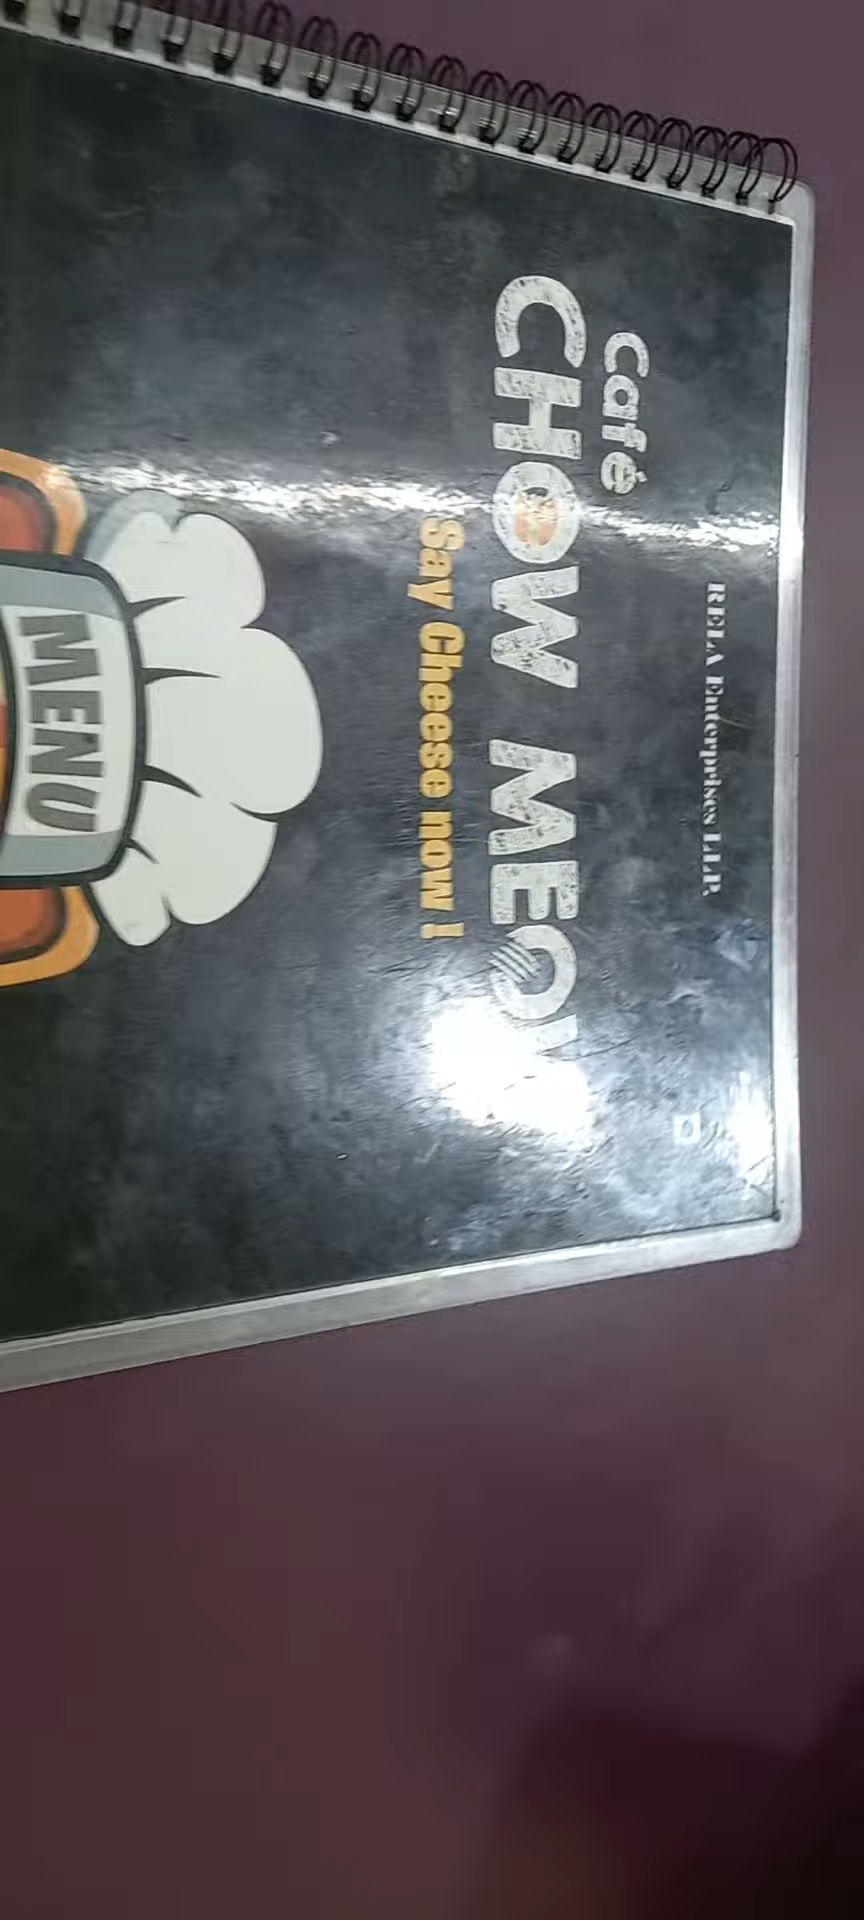 RELA Enterprises LLP.
Café
CHOW MEOW
Say Cheese now !
MENU